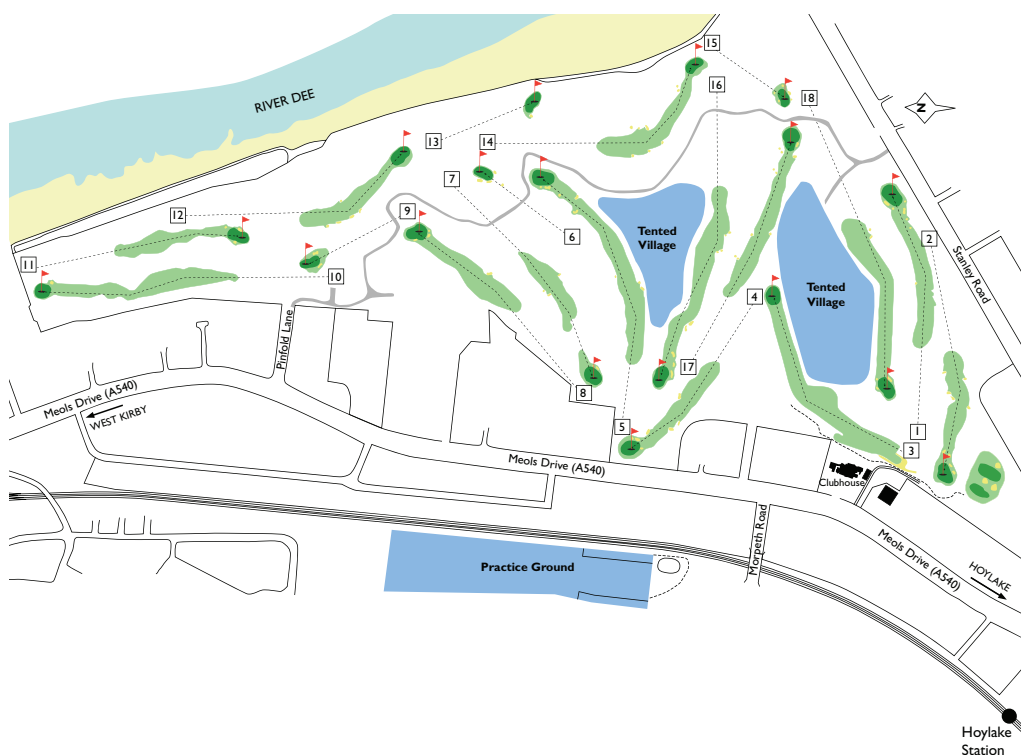 15
16
18
RIVER DEE
13
14
7
12
9
6
Tented
Village
2
11
10
4
Tented
Village
Stanley Road
N
Pinfold Lane
17
8
Meols Drive (A540)
WEST KIRBY
5
1
3
Meols Drive (A540)
Clubhouse
Morpeth Road
Meols Drive (A540)
HOYLAKE
Practice Ground
Hoylake
Station